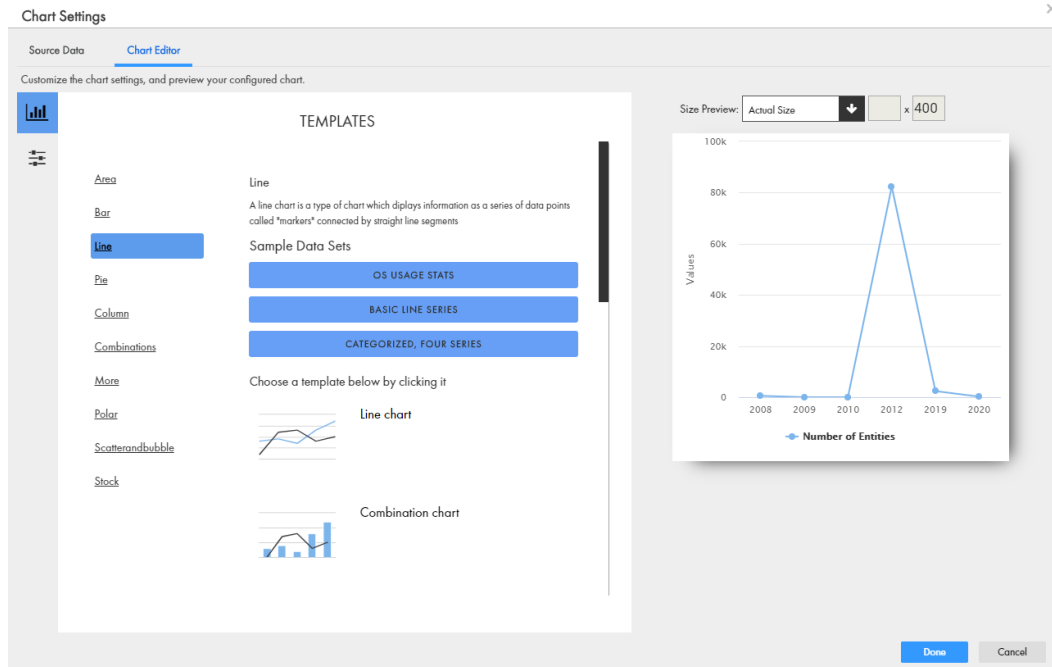 Chart Settings
Source Data
Chart Editor
Customize the chart settings, and preview your configured chart.
TEMPLATES
Area
Bar
Line
Pie
Column
Combinations
More
Polar
Scatterandbubble
Stock
Line
A line chart is a type of chart which diplays information as a series of data points
called "markers" connected by straight line segments
Sample Data Sets
OS USAGE STATS
BASIC LINE SERIES
CATEGORIZED, FOUR SERIES
Choose a template below by clicking it
Line chart
Combination chart
Size Preview: Actual Size x 400
100k
80k
60k
40k
20k
0
Values
2008 2009 2010 2012 2019 2020
Number of Entities
Done
Cancel